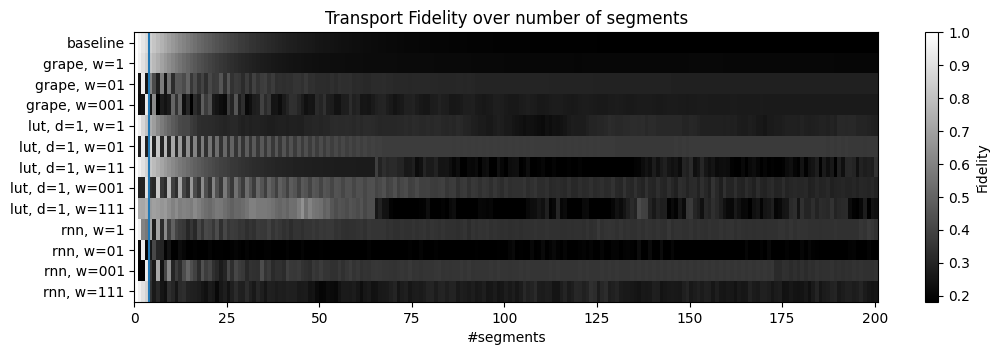 Transport Fidelity over number of segments
baseline
grape, w=1
grape, w=01
grape, w=001
lut, d=1, w=1
lut, d=1, w=01
lut, d=1, w=11
lut, d=1, w=001
lut, d=1, w=111
rnn, w=1
rnn, w=01
rnn, w=001
rnn, w=111
0 25 50 75 100 125 150 175 200
#segments
1.0
0.9
0.8
0.7
0.6
0.5
0.4
0.3
0.2
Fidelity